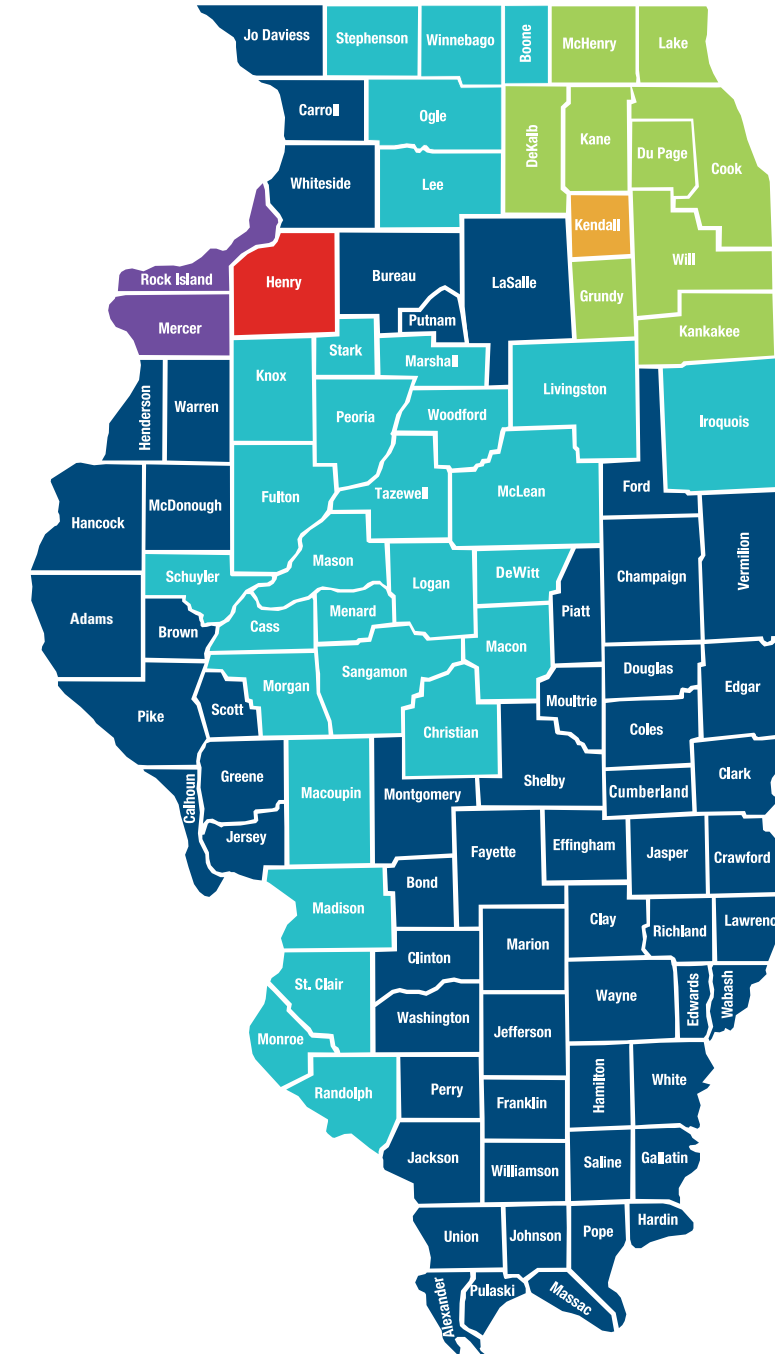 Jo Daviess
Stephenson
Winnebago
Boone
McHenry
Lake
Carroll
Ogle
DeKalb
Kane
Du Page
Cook
Whiteside
Lee
Kendall
Rock Island
Henry
Bureau
LaSalle
Will
Grundy
Putnam
Mercer
Kankakee
Stark
Marshall
Knox
Henderson
Warren
Peoria
Woodford
Livingston
Iroquois
Fulton
Tazewell
McLean
Ford
Hancock
McDonough
Mason
Schuyler
Logan
DeWitt
Champaign
Vermilion
Adams
Brown
Cass
Menard
Piatt
Macon
Sangamon
Douglas
Edgar
Pike
Scott
Morgan
Moultrie
Christian
Coles
Greene
Calhoun
Macoupin
Montgomery
Shelby
Cumberland
Clark
Jersey
Fayette
Effingham
Jasper
Crawford
Bond
Madison
Clay
Richland
Lawrenc
Marion
Clinton
St. Clair
Wayne
Edwards
Wabash
Washington
Monroe
Jefferson
Randolph
Perry
Franklin
Hamilton
White
Jackson
Williamson
Saline
Gallatin
Union
Johnson
Pope
Hardin
Alexander
Pulaski
Massac